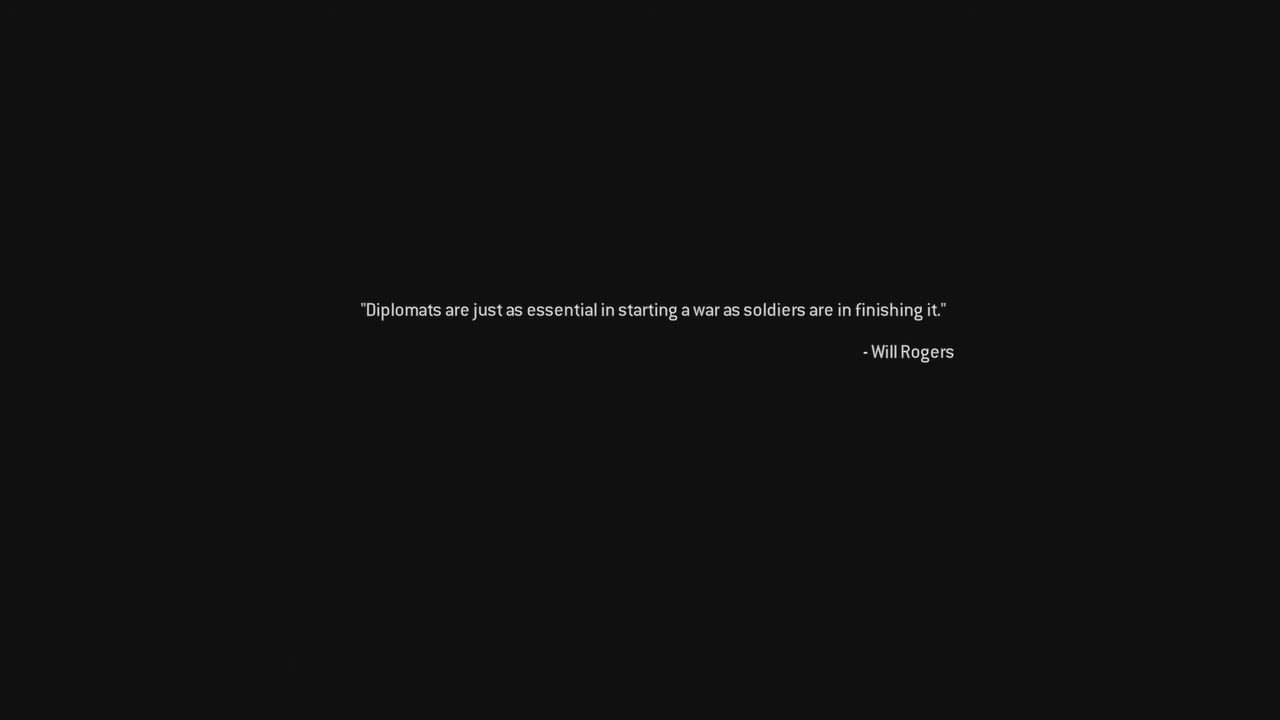 "Diplomats are just as essential in starting a war as soldiers are in finishing it."
- Will Rogers